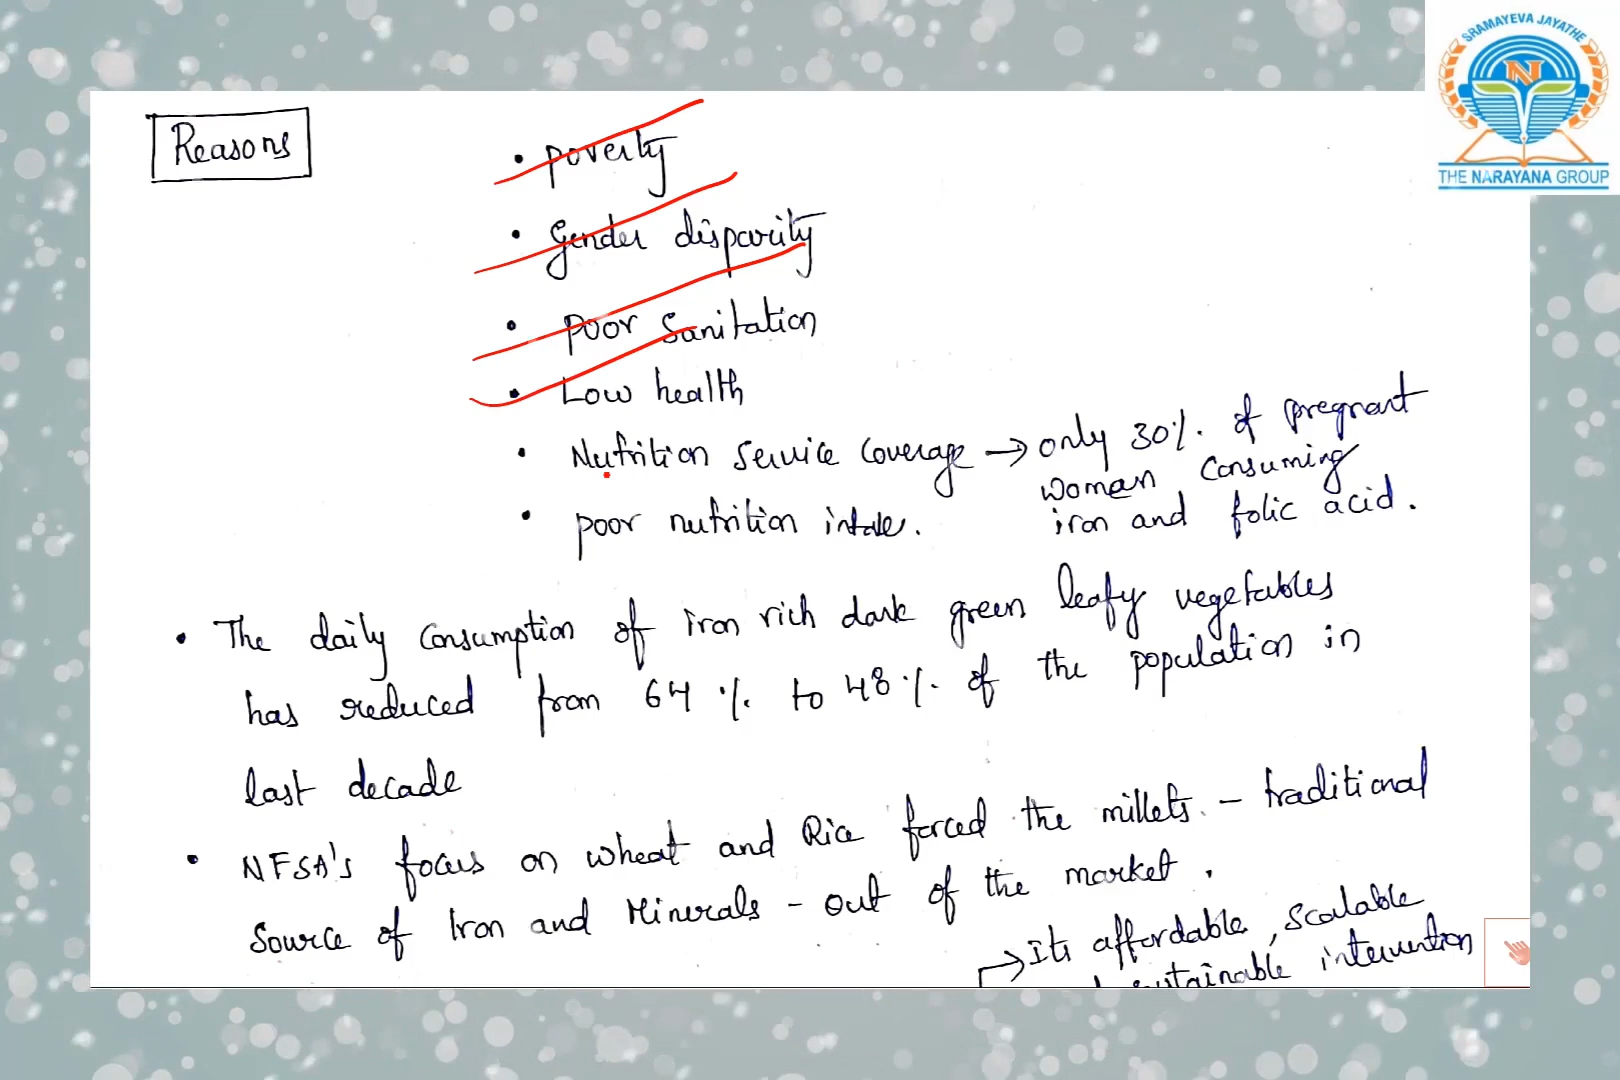 SRAMAYEVA JAYATHE
N
THE NARAYANA GROUP
Reasons
• poverty
• Gender disparity
• Poor Sanitation
• Low health
• Nutrition Service Coverage → only 30%. of pregnant
woman Consuming
iron and folic acid.
• poor nutrition intake.
• The daily Consumption of iron rich dark green leafy vegetables
has reduced from 64 %. to 48%. of the population in
last decade
• NFSA's focus on wheat and Rice forced the millets. – traditional
Source of Iron and Minerals – out of the market.
→ Its affordable, Scalable
sustainable intervention